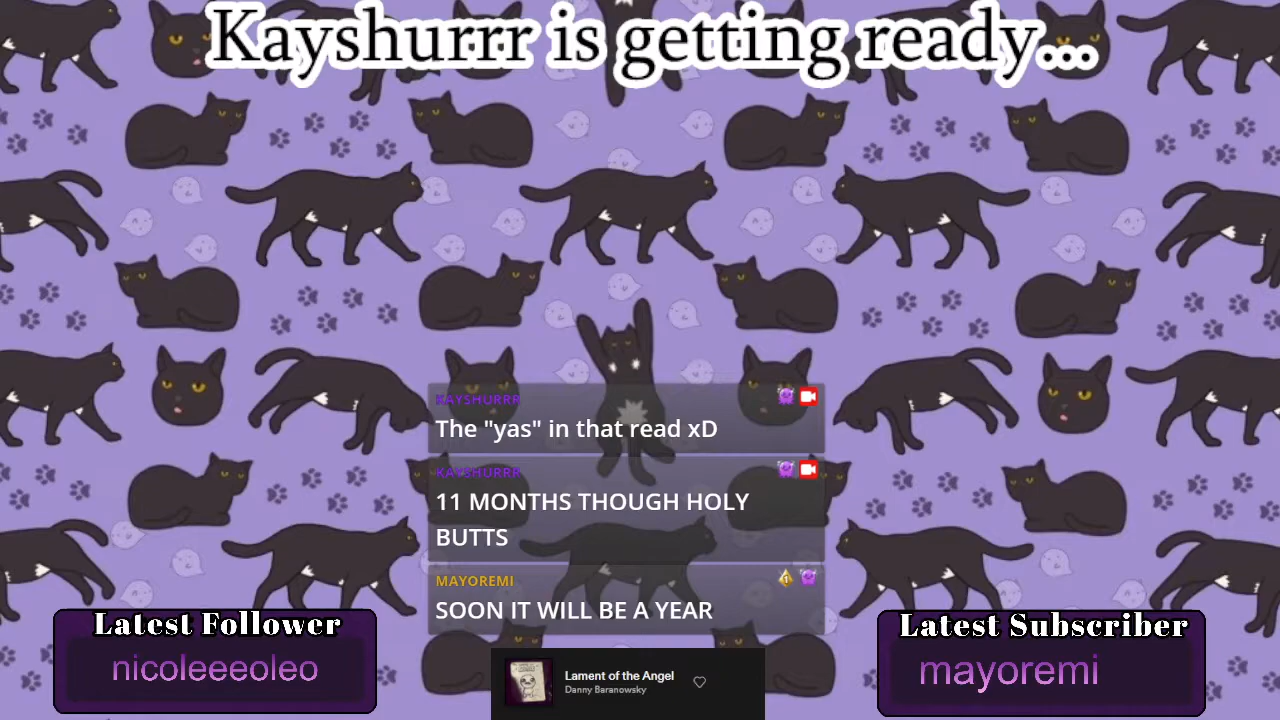 Kayshurrr is getting ready...
KAYSHURRR
The "yas" in that read xD
KAYSHURRR
11 MONTHS THOUGH HOLY
BUTTS
MAYOREMI
SOON IT WILL BE A YEAR
Latest Follower
nicoleeeoleo
Latest Subscriber
mayoremi
Lament of the Angel
Danny Baranowsky